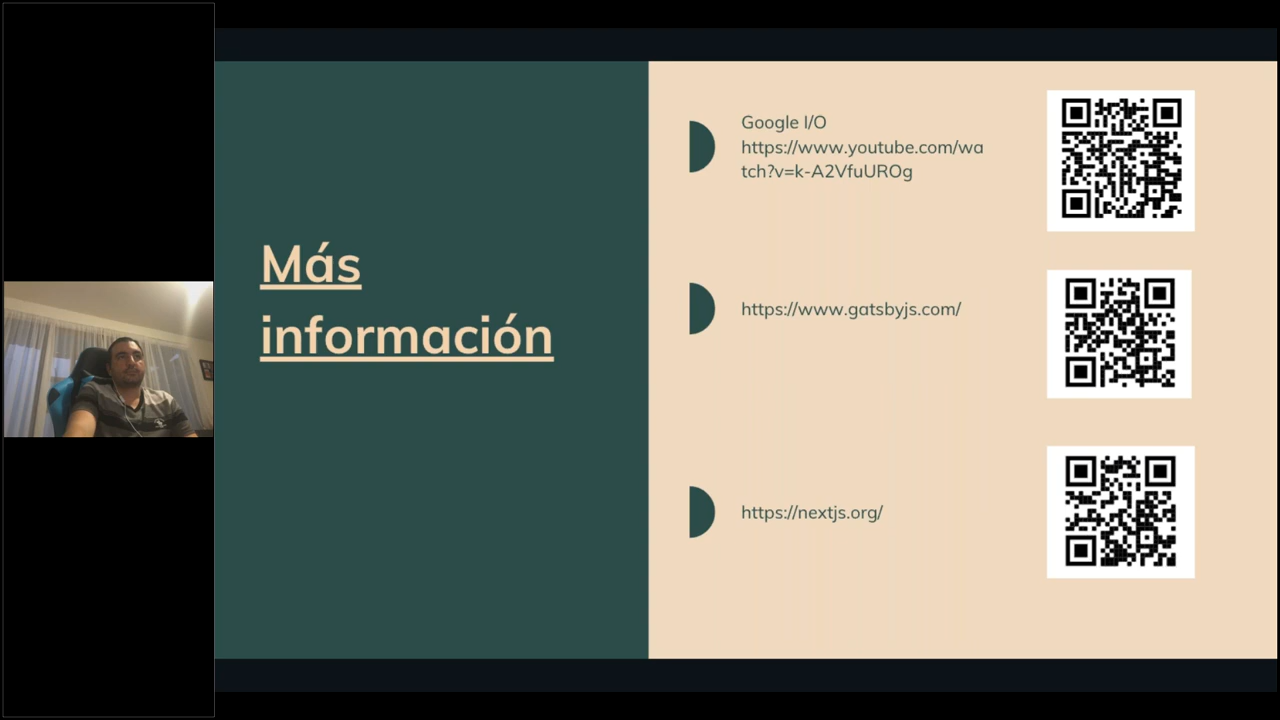 Más
información
Google I/O
https://www.youtube.com/wa
tch?v=k-A2VfuUROg
https://www.gatsbyjs.com/
https://nextjs.org/